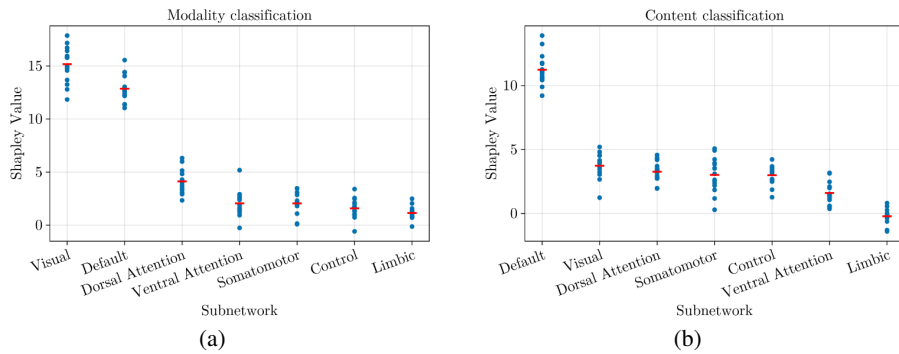 Modality classification
Shapley Value
15
10
5
0
Visual
Default
Dorsal Attention
Ventral Attention
Somatomotor
Control
Limbic
Subnetwork
(a)
Content classification
Shapley Value
10
5
0
Default
Visual
Dorsal Attention
Somatomotor
Control
Ventral Attention
Limbic
Subnetwork
(b)